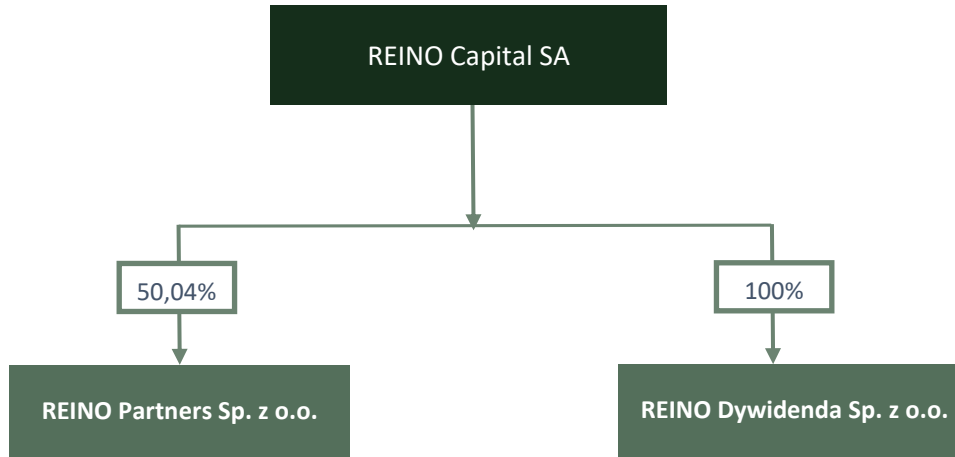 REINO Capital SA
50,04%
100%
REINO Partners Sp. z o.o.
REINO Dywidenda Sp. z o.o.